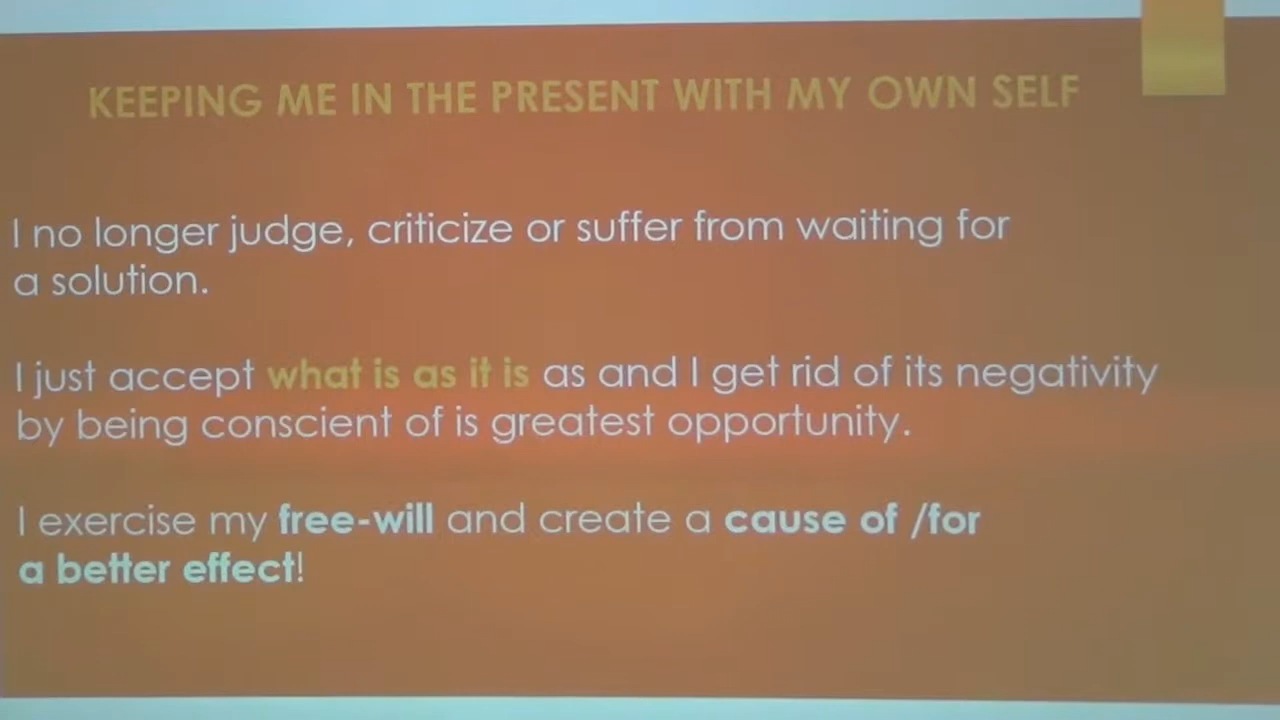 KEEPING ME IN THE PRESENT WITH MY OWN SELF
I no longer judge, criticize or suffer from waiting for
a solution.
I just accept what is as it is as and I get rid of its negativity
by being conscient of is greatest opportunity.
I exercise my free-will and create a cause of /for
a better effect!